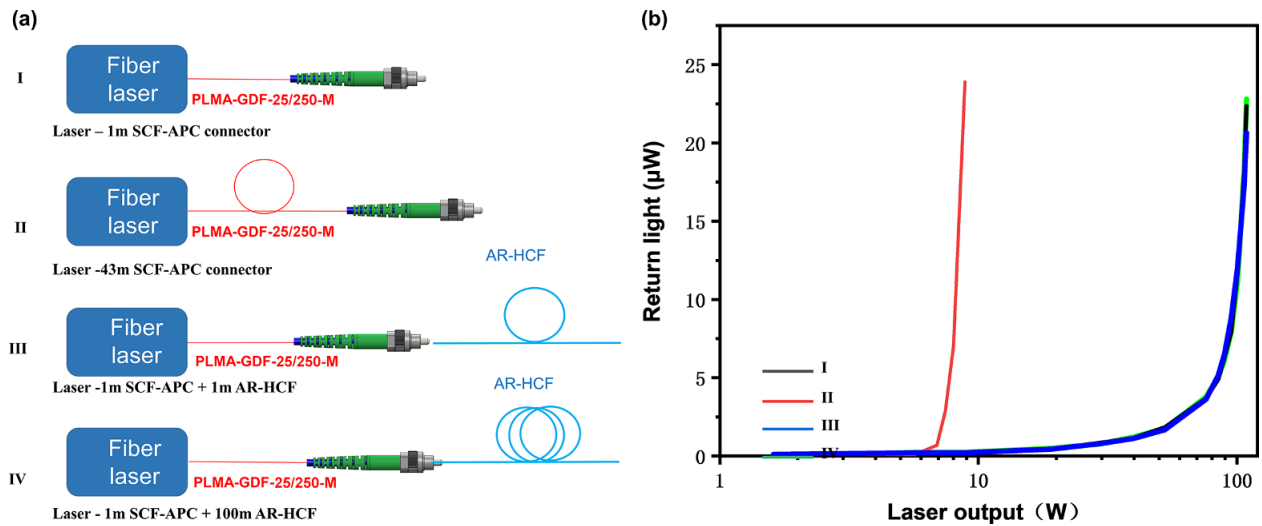 (a)
I
Fiber
laser
PLMA-GDF-25/250-M
Laser – 1m SCF-APC connector
II
Fiber
laser
PLMA-GDF-25/250-M
Laser -43m SCF-APC connector
AR-HCF
III
Fiber
laser
PLMA-GDF-25/250-M
Laser -1m SCF-APC + 1m AR-HCF
AR-HCF
IV
Fiber
laser
PLMA-GDF-25/250-M
Laser - 1m SCF-APC + 100m AR-HCF
(b)
Return light (μW)
25
20
15
10
5
0
I
II
III
IV
1
10
100
Laser output（W）